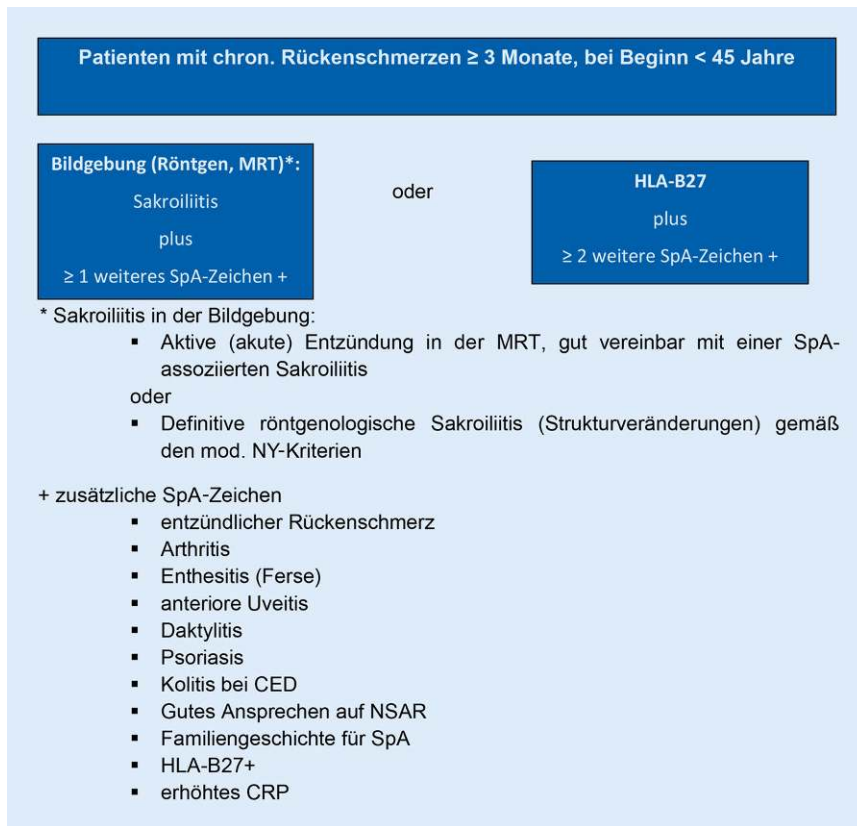 Patienten mit chron. Rückenschmerzen ≥ 3 Monate, bei Beginn < 45 Jahre
Bildgebung (Röntgen, MRT)*:
Sakroiliitis
plus
≥ 1 weiteres SpA-Zeichen +
oder
HLA-B27
plus
≥ 2 weitere SpA-Zeichen +
* Sakroiliitis in der Bildgebung:
▪ Aktive (akute) Entzündung in der MRT, gut vereinbar mit einer SpA-
assoziierten Sakroiliitis
oder
▪ Definitive röntgenologische Sakroiliitis (Strukturveränderungen) gemäß
den mod. NY-Kriterien
+ zusätzliche SpA-Zeichen
▪ entzündlicher Rückenschmerz
▪ Arthritis
▪ Enthesitis (Ferse)
▪ anteriore Uveitis
▪ Daktylitis
▪ Psoriasis
▪ Kolitis bei CED
▪ Gutes Ansprechen auf NSAR
▪ Familiengeschichte für SpA
▪ HLA-B27+
▪ erhöhtes CRP